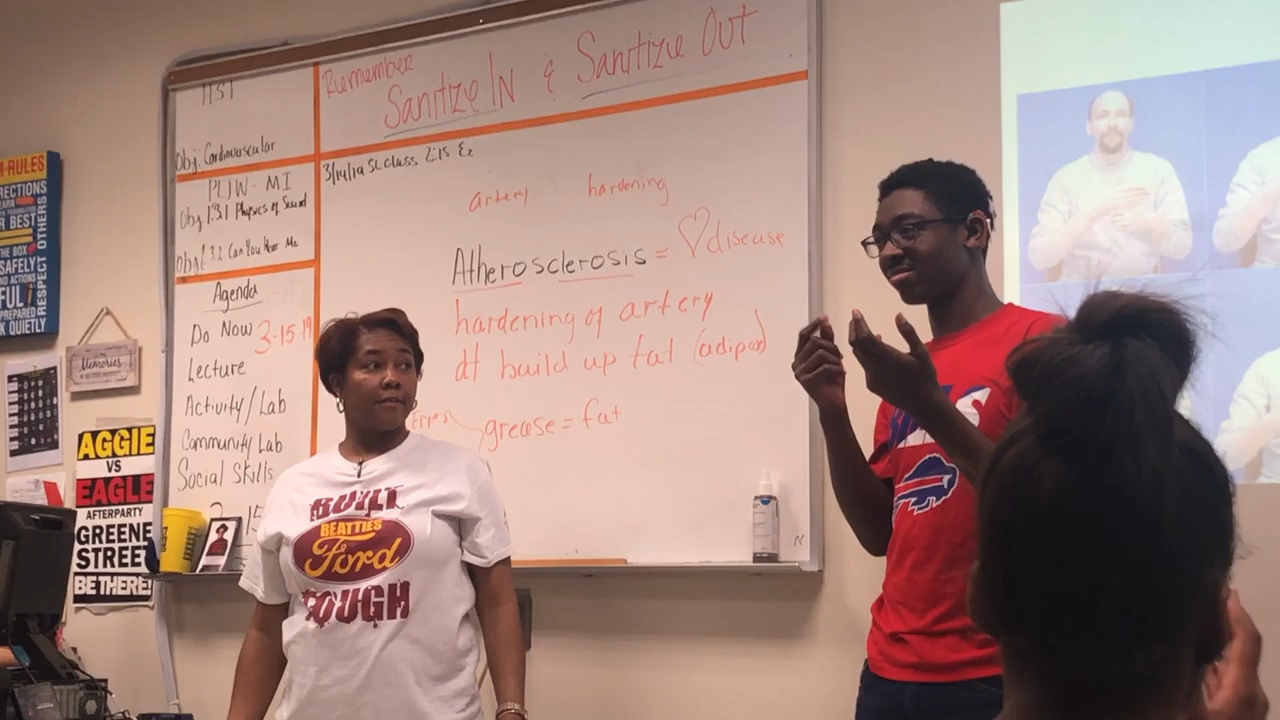 Remember
Sanitize IN & Sanitize Out
HST
Obj: Cardiovascular
PLTW - MI
Obj 1.3.1 Physics of Sound
Obj 1.3.2 Can You Hear Me
Agenda
Do Now 3-15-19
Lecture
Activity/Lab
Community Lab
Social Skills
artery hardening
Atherosclerosis = ♡disease
hardening of artery
dt build up fat (adipose)
grease = fat
RULES
RESPECT OTHERS
QUIETLY
Memories
AGGIE
VS
EAGLE
AFTERPARTY
GREENE
STREET
BE THERE!
BUILT
BEATTIES
Ford
TOUGH